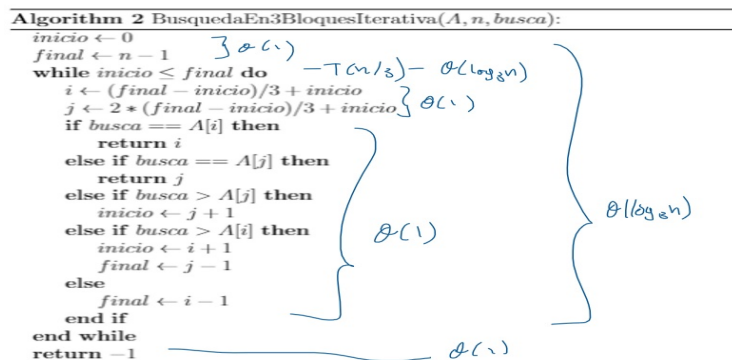 Algorithm 2 BusquedaEn3BloquesIterativa(A, n, busca):
inicio ← 0
final ← n − 1 } θ(1)
while inicio ≤ final do − T(n/3) − θ(log₃n)
i ← (final − inicio)/3 + inicio
j ← 2 ∗ (final − inicio)/3 + inicio } θ(1)
if busca == A[i] then
return i
else if busca == A[j] then
return j
else if busca > A[j] then
inicio ← j + 1
else if busca > A[i] then
inicio ← i + 1
final ← j − 1
else
final ← i − 1
end if
θ(1)
θ(log₃n)
end while
return −1 θ(1)